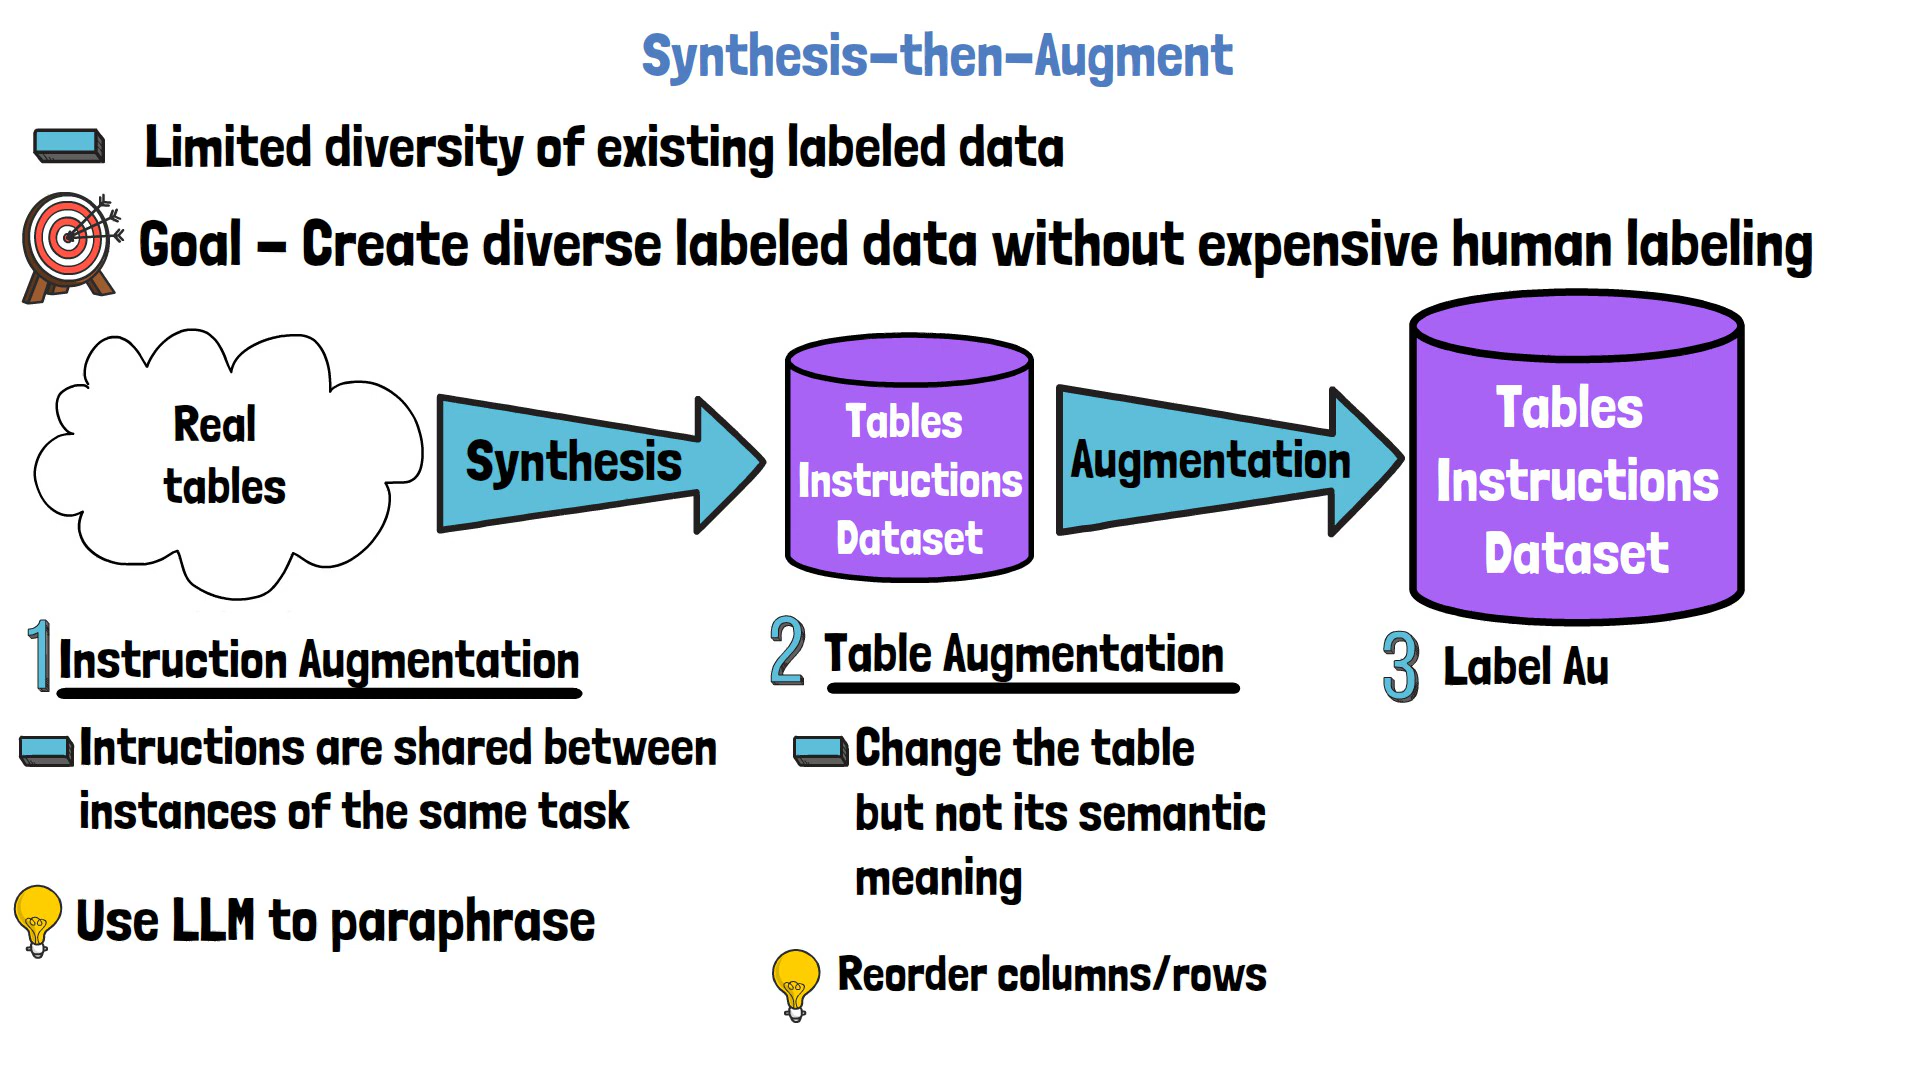 Synthesis-then-Augment
Limited diversity of existing labeled data
Goal - Create diverse labeled data without expensive human labeling
Real
tables
Synthesis
Tables
Instructions
Dataset
Augmentation
Tables
Instructions
Dataset
1 Instruction Augmentation
Intructions are shared between
instances of the same task
Use LLM to paraphrase
2 Table Augmentation
Change the table
but not its semantic
meaning
Reorder columns/rows
3 Label Au